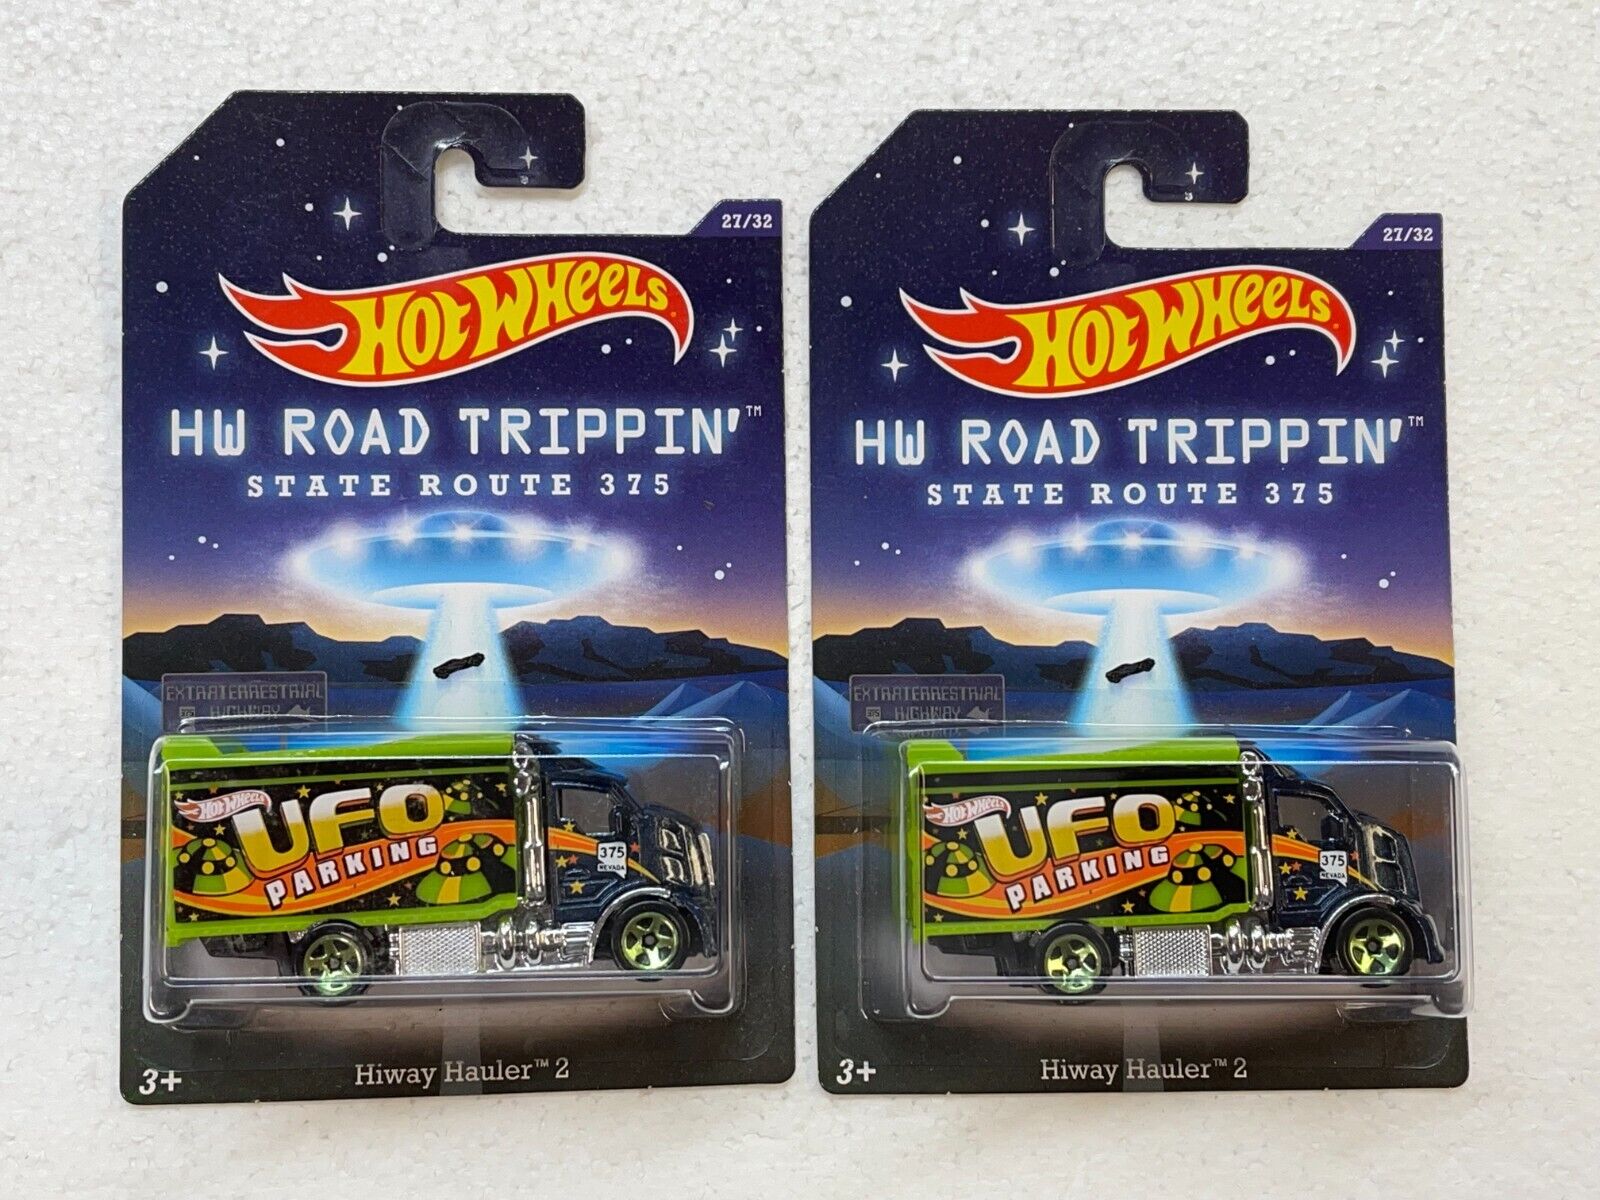 27/32
HOT WHEELS
HW ROAD TRIPPIN'™
STATE ROUTE 375
EXTRATERRESTRIAL
HIGHWAY
HOT WHEELS
UFO
PARKING
375
NEVADA
Hiway Hauler™ 2
3+
27/32
HOT WHEELS
HW ROAD TRIPPIN'™
STATE ROUTE 375
EXTRATERRESTRIAL
HIGHWAY
HOT WHEELS
UFO
PARKING
375
NEVADA
Hiway Hauler™ 2
3+